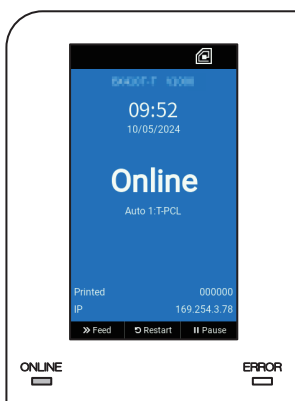 09:52
10/05/2024
Online
Auto 1:T-PCL
Printed 000000
IP 169.254.3.78
Feed Restart Pause
ONLINE ERROR